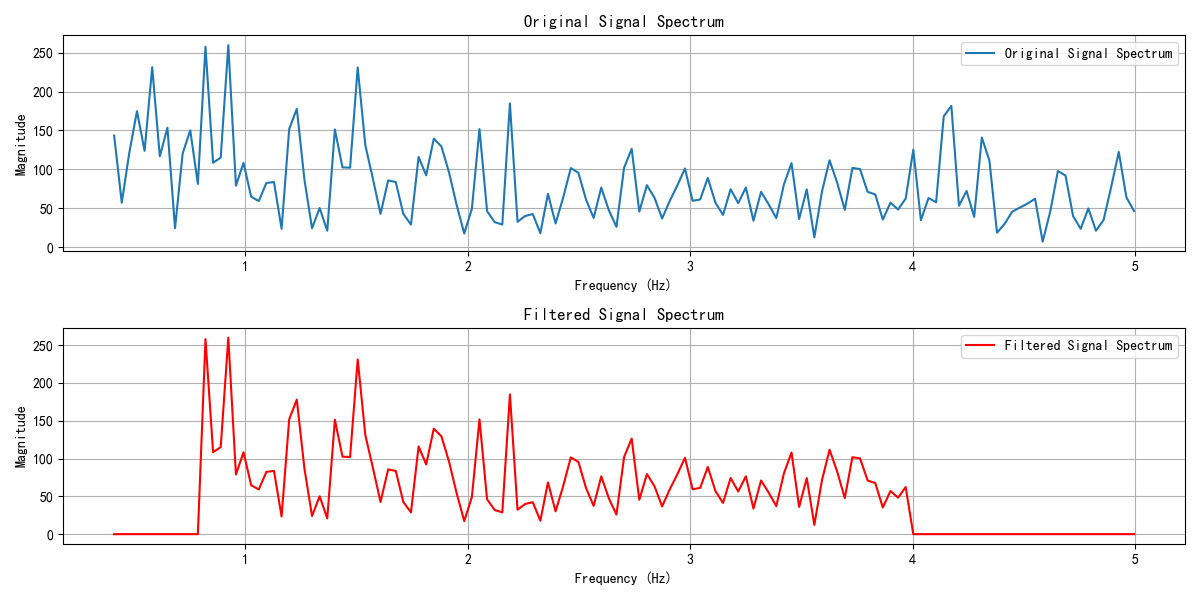 Original Signal Spectrum
Original Signal Spectrum
Magnitude
250
200
150
100
50
0
1
2
3
4
5
Frequency (Hz)
Filtered Signal Spectrum
Filtered Signal Spectrum
Magnitude
250
200
150
100
50
0
1
2
3
4
5
Frequency (Hz)